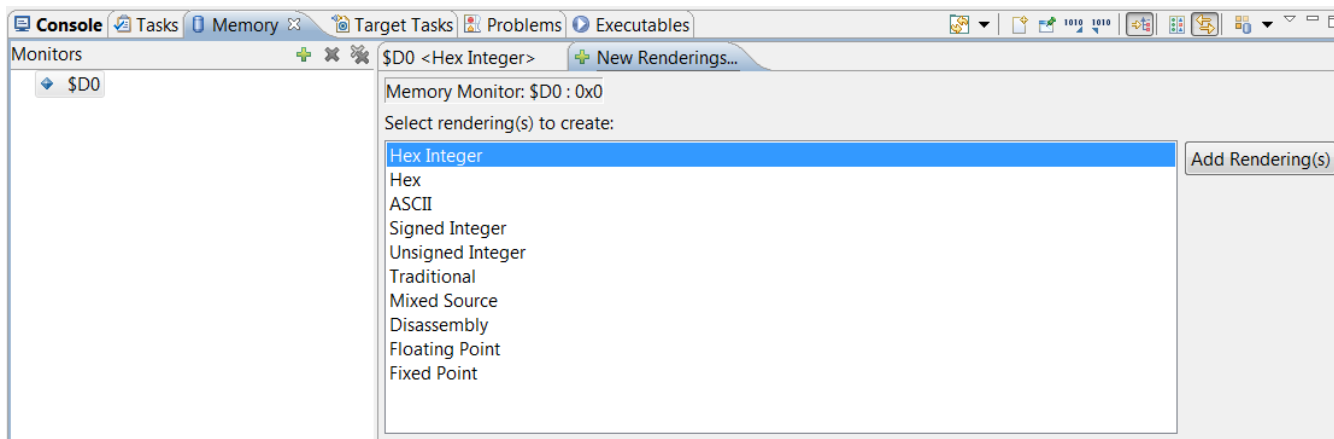 Console Tasks Memory Target Tasks Problems Executables
1010 1010
Monitors
$D0
$D0 <Hex Integer> New Renderings...
Memory Monitor: $D0 : 0x0
Select rendering(s) to create:
Hex Integer
Hex
ASCII
Signed Integer
Unsigned Integer
Traditional
Mixed Source
Disassembly
Floating Point
Fixed Point
Add Rendering(s)